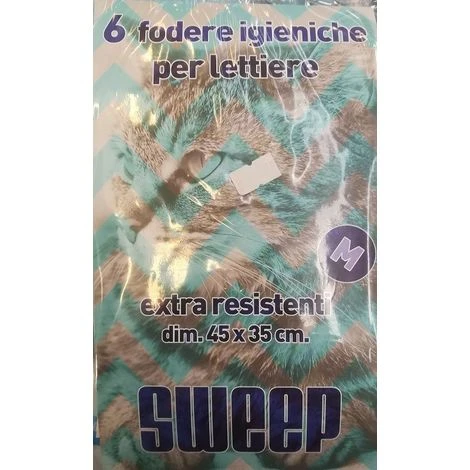 6 fodere igieniche
per lettiere
M
extra resistenti
dim. 45 x 35 cm.
sweep